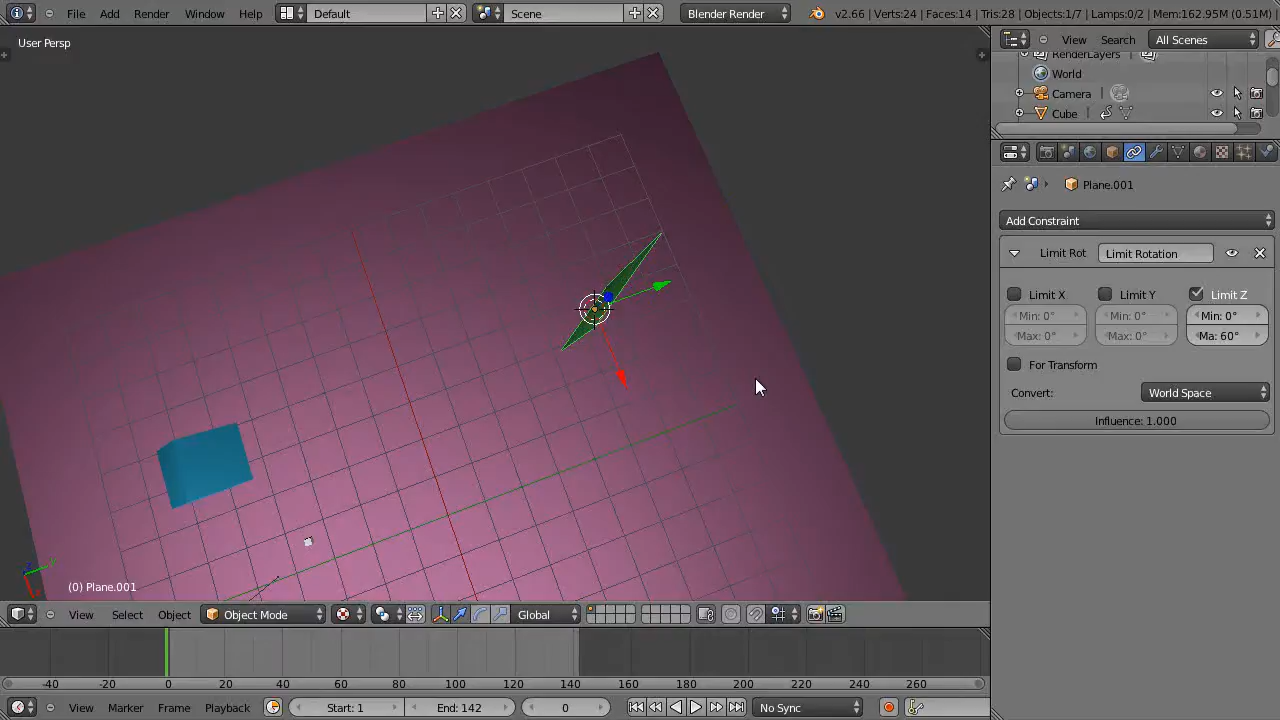 File Add Render Window Help Default Scene Blender Render v2.66 | Verts:24 | Faces:14 | Tris:28 | Objects:1/7 | Lamps:0/2 | Mem:162.95M (0.51M) |
User Persp
View Search All Scenes
RenderLayers
World
Camera
Cube
Plane.001
Add Constraint
Limit Rot Limit Rotation
Limit X Limit Y Limit Z
Min: 0° Min: 0° Min: 0°
Max: 0° Max: 0° Ma: 60°
For Transform
Convert: World Space
Influence: 1.000
(0) Plane.001
View Select Object Object Mode Global
-40 -20 0 20 40 60 80 100 120 140 160 180 200 220 240 260
View Marker Frame Playback Start: 1 End: 142 0 No Sync